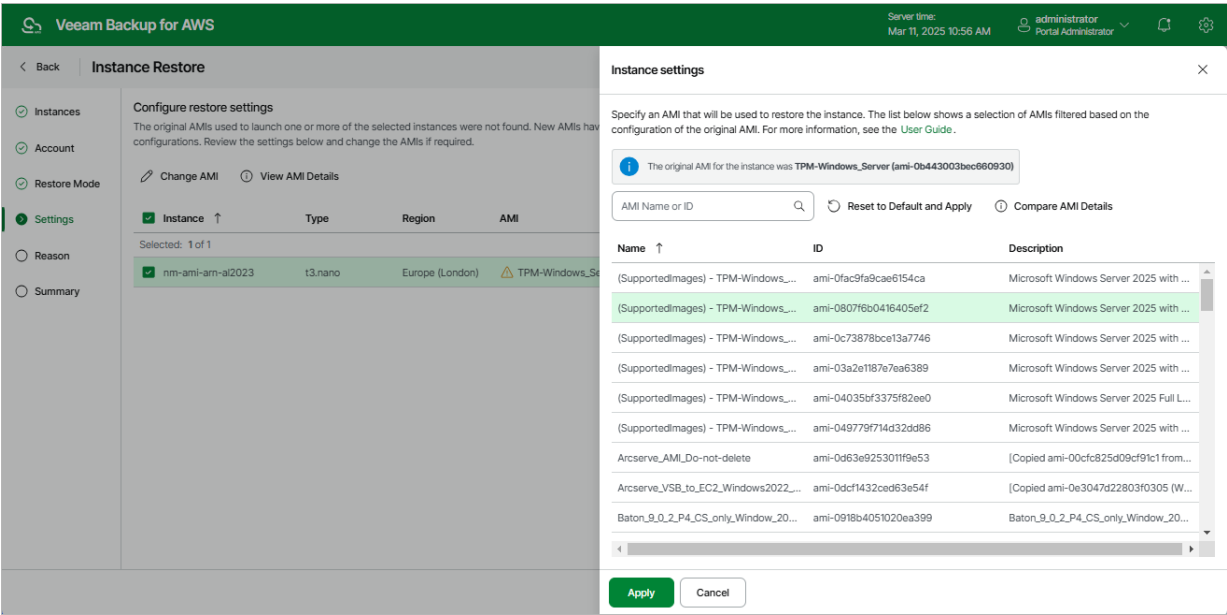 Veeam Backup for AWS
Server time:
Mar 11, 2025 10:56 AM
administrator
Portal Administrator
Back
Instance Restore
Instances
Account
Restore Mode
Settings
Reason
Summary
Configure restore settings
The original AMIs used to launch one or more of the selected instances were not found. New AMIs hav
configurations. Review the settings below and change the AMIs if required.
Change AMI View AMI Details
Instance Type Region AMI
Selected: 1 of 1
nm-ami-arn-al2023 t3.nano Europe (London) TPM-Windows_Se
Instance settings
Specify an AMI that will be used to restore the instance. The list below shows a selection of AMIs filtered based on the
configuration of the original AMI. For more information, see the User Guide.
The original AMI for the instance was TPM-Windows_Server (ami-0b443003bec660930)
AMI Name or ID Reset to Default and Apply Compare AMI Details
Name ID Description
(SupportedImages) - TPM-Windows_... ami-0fac9fa9cae6154ca Microsoft Windows Server 2025 with ...
(SupportedImages) - TPM-Windows_... ami-0807f6b0416405ef2 Microsoft Windows Server 2025 with ...
(SupportedImages) - TPM-Windows_... ami-0c73878bce13a7746 Microsoft Windows Server 2025 with ...
(SupportedImages) - TPM-Windows_... ami-03a2e1187e7ea6389 Microsoft Windows Server 2025 with ...
(SupportedImages) - TPM-Windows_... ami-04035bf3375f82ee0 Microsoft Windows Server 2025 Full L...
(SupportedImages) - TPM-Windows_... ami-049779f714d32dd86 Microsoft Windows Server 2025 with ...
Arcserve_AMI_Do-not-delete ami-0d63e9253011f9e53 [Copied ami-00cfc825d09cf91c1 from...
Arcserve_VSB_to_EC2_Windows2022_... ami-0dcf1432ced63e54f [Copied ami-0e3047d22803f0305 (W...
Baton_9_0_2_P4_CS_only_Window_20... ami-0918b4051020ea399 Baton_9_0_2_P4_CS_only_Window_20...
Apply Cancel